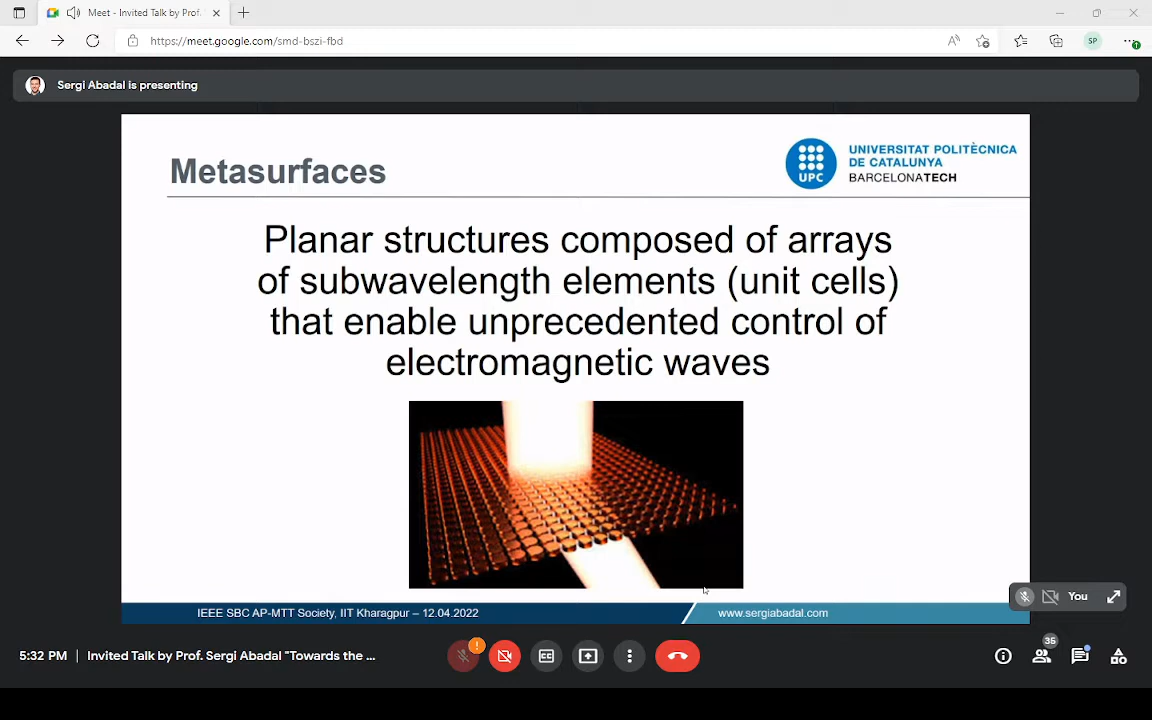 Meet - Invited Talk by Prof.
https://meet.google.com/smd-bszi-fbd
SP
Sergi Abadal is presenting
Metasurfaces
UPC
UNIVERSITAT POLITÈCNICA
DE CATALUNYA
BARCELONATECH
Planar structures composed of arrays
of subwavelength elements (unit cells)
that enable unprecedented control of
electromagnetic waves
You
IEEE SBC AP-MTT Society, IIT Kharagpur – 12.04.2022
www.sergiabadal.com
5:32 PM | Invited Talk by Prof. Sergi Abadal "Towards the ...
CC
35